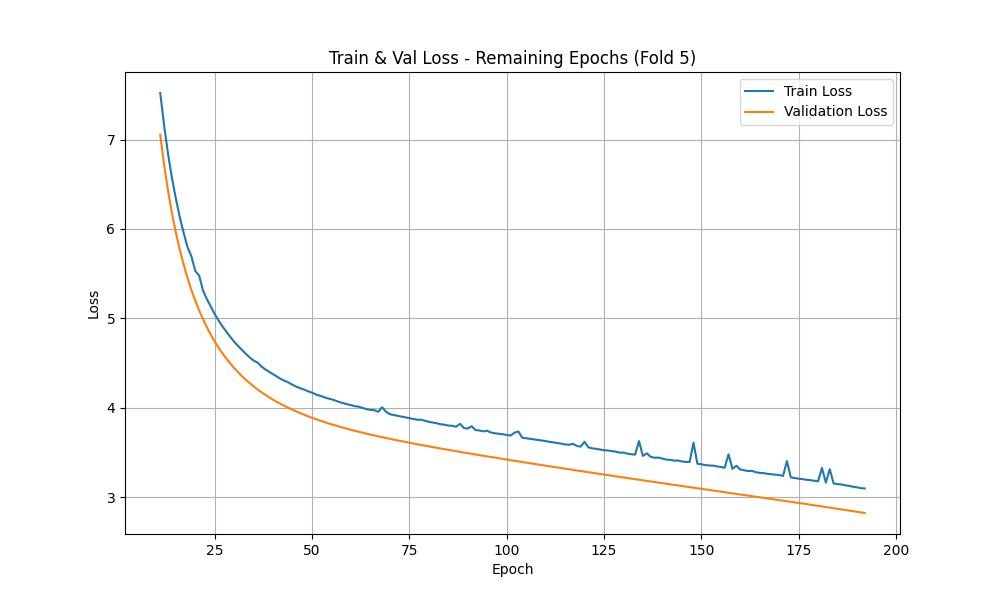 Train & Val Loss - Remaining Epochs (Fold 5)
Train Loss
Validation Loss
Loss
7
6
5
4
3
25 50 75 100 125 150 175 200
Epoch